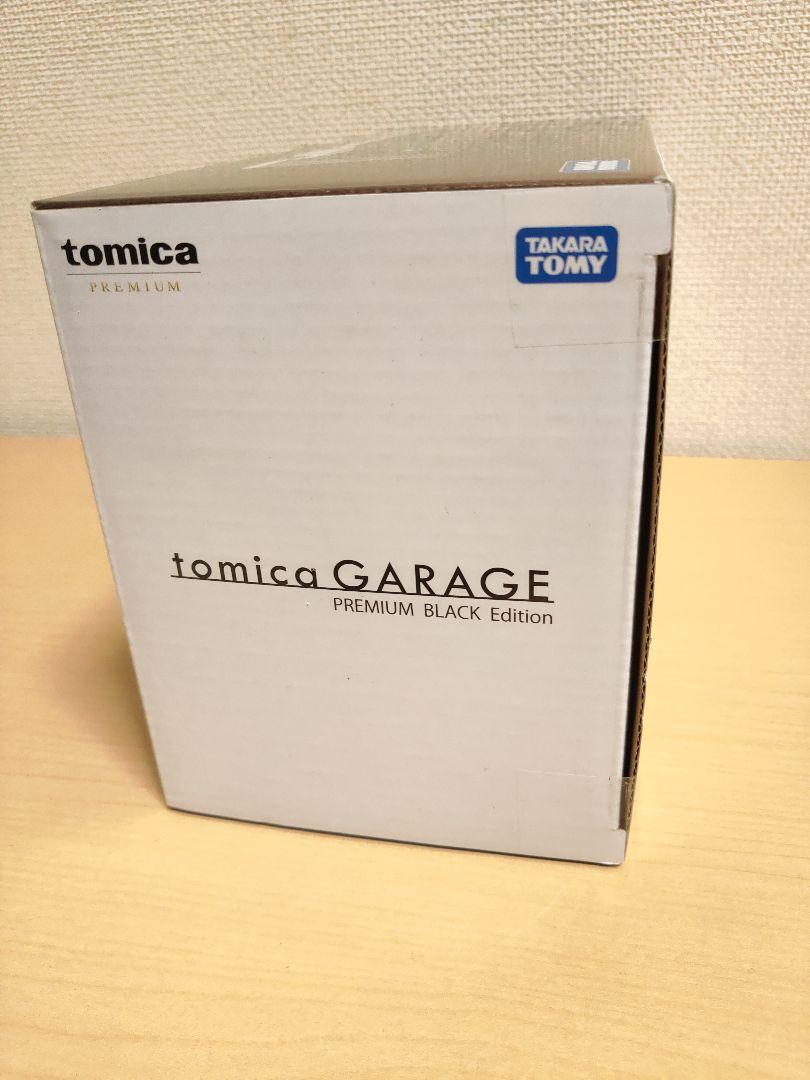 tomica
PREMIUM
TAKARA
TOMY
tomica GARAGE
PREMIUM BLACK Edition